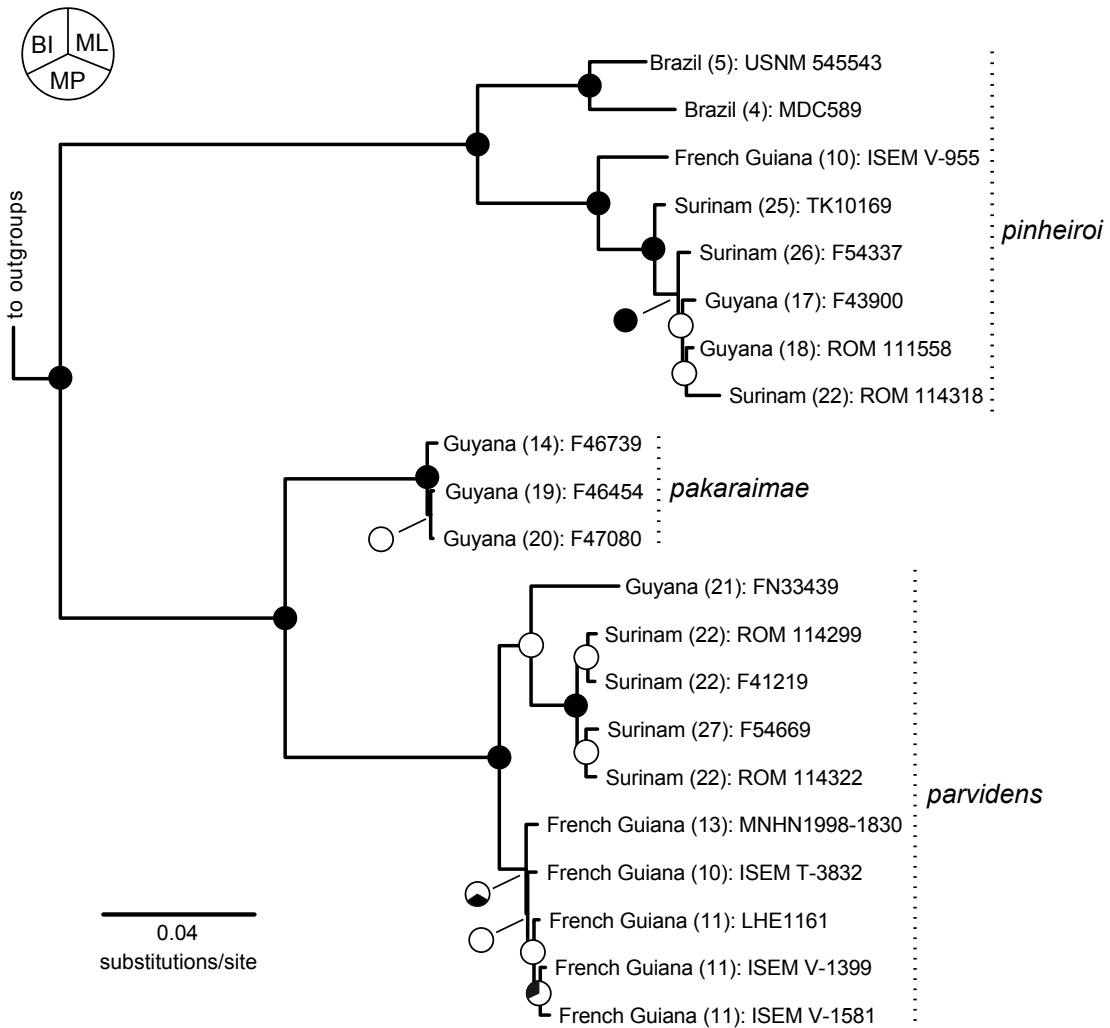 BI ML
MP
to outgroups
Brazil (5): USNM 545543
Brazil (4): MDC589
French Guiana (10): ISEM V-955
Surinam (25): TK10169
Surinam (26): F54337
Guyana (17): F43900
Guyana (18): ROM 111558
Surinam (22): ROM 114318
pinheiroi
Guyana (14): F46739
Guyana (19): F46454
Guyana (20): F47080
pakaraimae
Guyana (21): FN33439
Surinam (22): ROM 114299
Surinam (22): F41219
Surinam (27): F54669
Surinam (22): ROM 114322
French Guiana (13): MNHN1998-1830
French Guiana (10): ISEM T-3832
French Guiana (11): LHE1161
French Guiana (11): ISEM V-1399
French Guiana (11): ISEM V-1581
parvidens
0.04
substitutions/site